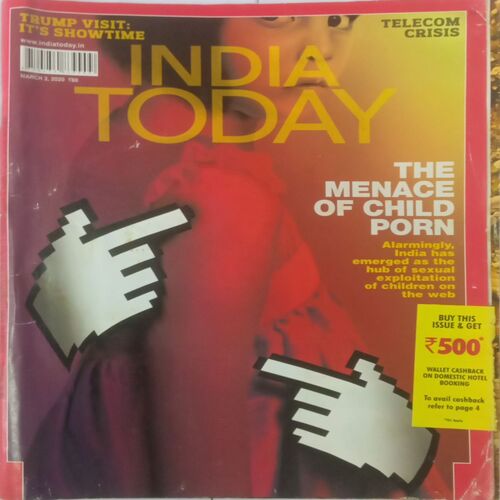 TRUMP VISIT:
IT'S SHOWTIME
www.indiatoday.in
MARCH 2, 2020 ₹60
TELECOM
CRISIS
INDIA
TODAY
THE
MENACE
OF CHILD
PORN
Alarmingly,
India has
emerged as the
hub of sexual
exploitation
of children on
the web
BUY THIS
ISSUE & GET
₹500*
WALLET CASHBACK
ON DOMESTIC HOTEL
BOOKING
To avail cashback
refer to page 4